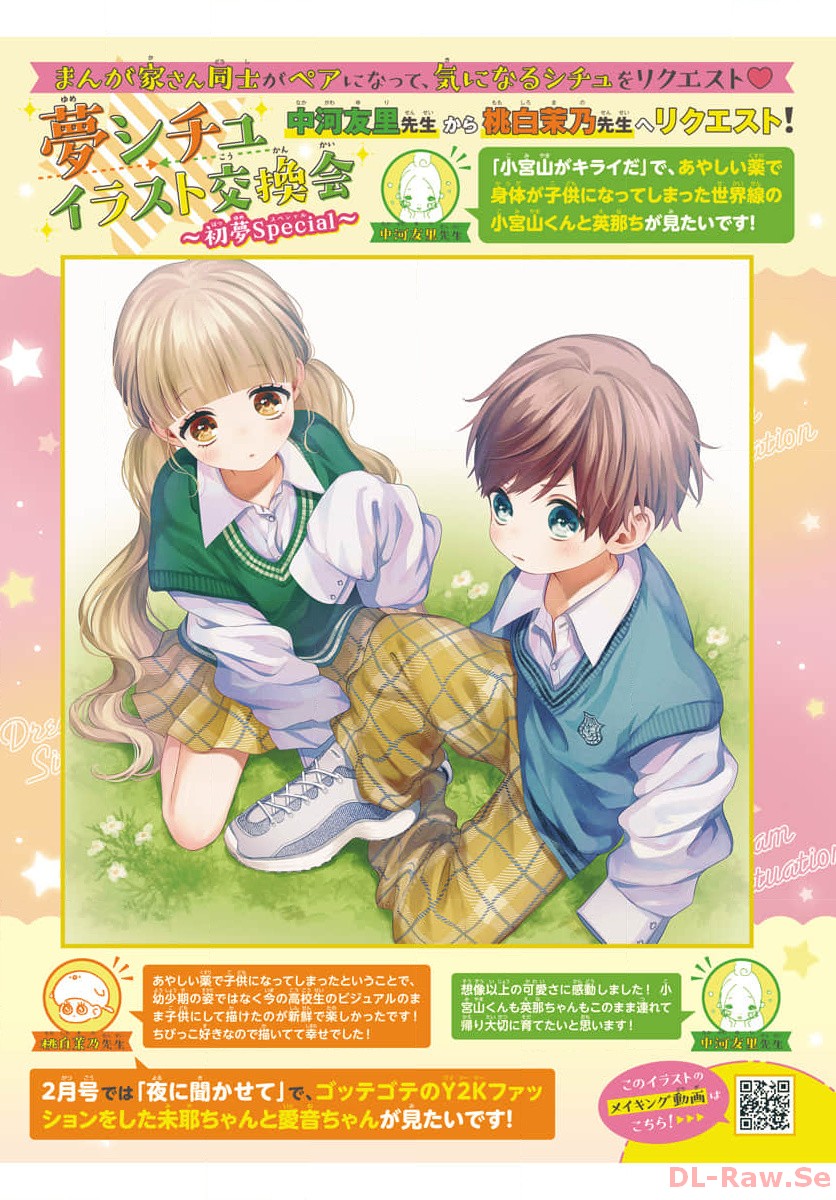 まんが家さん同士がペアになって、気になるシチュをリクエスト♥
夢シチュ
イラスト交換会
～初夢Special～
中河友里先生から桃白茉乃先生へリクエスト!
「小宮山がキライだ」で、あやしい薬で
身体が子供になってしまった世界線の
小宮山くんと英那ちが見たいです!
中河友里先生
あやしい薬で子供になってしまったということで、
幼少期の姿ではなく今の高校生のビジュアルのま
ま子供にして描けたのが新鮮で楽しかったです!
ちびっこ好きなので描いてて幸せでした!
桃白茉乃先生
想像以上の可愛さに感動しました! 小
宮山くんも英那ちゃんもこのまま連れて
帰り大切に育てたいと思います!
中河友里先生
2月号では「夜に聞かせて」で、ゴッテゴテのY2Kファッ
ションをした未耶ちゃんと愛音ちゃんが見たいです!
このイラストの
メイキング動画は
こちら!▶▶▶
DL-Raw.Se